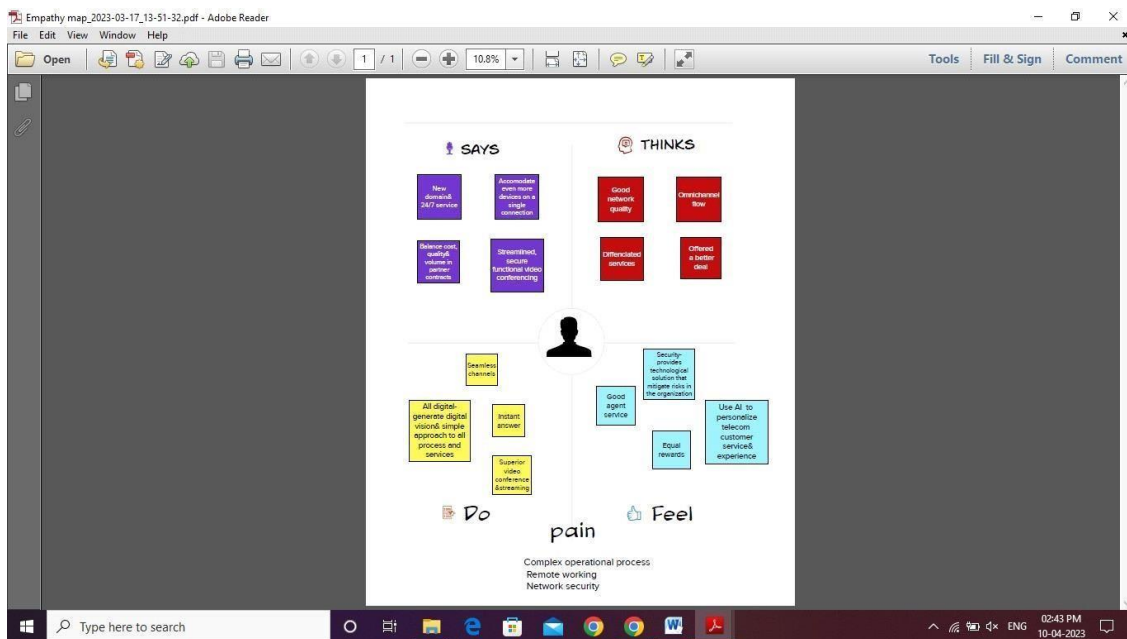 Empathy map_2023-03-17_13-51-32.pdf - Adobe Reader
File Edit View Window Help
Open
1 / 1
10.8%
Tools Fill & Sign Comment
SAYS
New
domain&
24/7 service
Accomodate
even more
devices on a
single
connection
Balance cost,
quality&
volume in
partner
contracts
Streamlined,
secure
functional video
conferencing
THINKS
Good
network
quality
Omnichannel
flow
Diffenciated
services
Offered
a better
deal
Seamless
channels
All digital-
generate digital
vision& simple
approach to all
process and
services
Instant
answer
Superior
video
conference
&streaming
Do
Security-
provides
technological
solution that
mitigate risks in
the organization
Good
agent
service
Use AI to
personalize
telecom
customer
service&
experience
Equal
rewards
Feel
pain
Complex operational process
Remote working
Network security
Type here to search
ENG
02:43 PM
10-04-2023